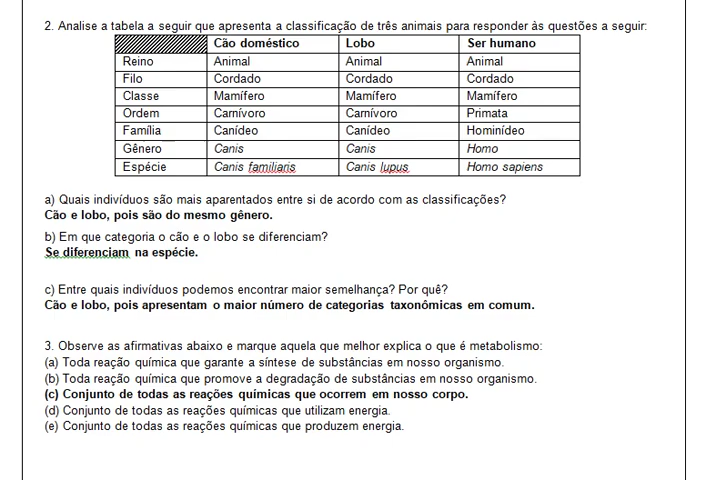 2. Analise a tabela a seguir que apresenta a classificação de três animais para responder às questões a seguir:
Cão doméstico Lobo Ser humano
Reino Animal Animal Animal
Filo Cordado Cordado Cordado
Classe Mamífero Mamífero Mamífero
Ordem Carnívoro Carnívoro Primata
Família Canídeo Canídeo Hominídeo
Gênero Canis Canis Homo
Espécie Canis familiaris Canis lupus Homo sapiens
a) Quais indivíduos são mais aparentados entre si de acordo com as classificações?
Cão e lobo, pois são do mesmo gênero.
b) Em que categoria o cão e o lobo se diferenciam?
Se diferenciam na espécie.
c) Entre quais indivíduos podemos encontrar maior semelhança? Por quê?
Cão e lobo, pois apresentam o maior número de categorias taxonômicas em comum.
3. Observe as afirmativas abaixo e marque aquela que melhor explica o que é metabolismo:
(a) Toda reação química que garante a síntese de substâncias em nosso organismo.
(b) Toda reação química que promove a degradação de substâncias em nosso organismo.
(c) Conjunto de todas as reações químicas que ocorrem em nosso corpo.
(d) Conjunto de todas as reações químicas que utilizam energia.
(e) Conjunto de todas as reações químicas que produzem energia.